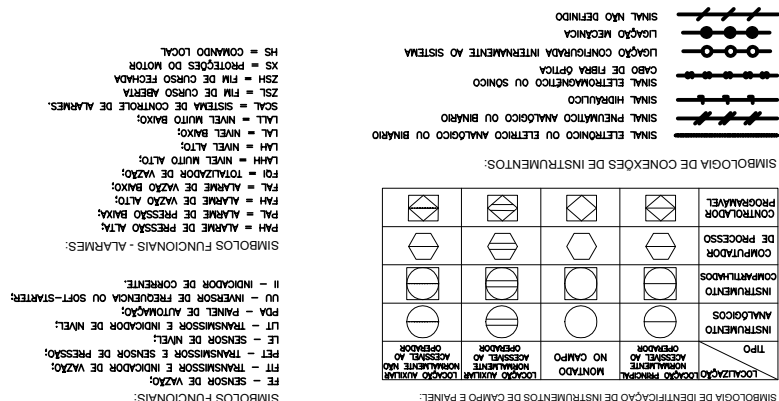 SIMBOLOGIA DE IDENTIFICAÇÃO DE INSTRUMENTOS DE CAMPO E PAINEL:
LOCALIZAÇÃO
TIPO
LOCAÇÃO PRINCIPAL
NORMALMENTE
ACESSÍVEL AO
OPERADOR
MONTADO
NO CAMPO
LOCAÇÃO AUXILIAR
NORMALMENTE
ACESSÍVEL AO
OPERADOR
LOCAÇÃO AUXILIAR
NORMALMENTE NÃO
ACESSÍVEL AO
OPERADOR
INSTRUMENTO
ANALÓGICOS
INSTRUMENTO
COMPARTILHADOS
COMPUTADOR
DE PROCESSO
CONTROLADOR
PROGRAMÁVEL
SIMBOLOGIA DE CONEXÕES DE INSTRUMENTOS:
SINAL ELETRÔNICO OU ELETRICO ANALÓGICO OU BINÁRIO
SINAL PNEUMÁTICO ANALÓGICO OU BINÁRIO
SINAL HIDRÁULICO
SINAL ELETROMAGNÉTICO OU SÔNICO
CABO DE FIBRA ÓPTICA
LIGAÇÃO CONFIGURADA INTERNAMENTE AO SISTEMA
LIGAÇÃO MECÂNICA
SINAL NÃO DEFINIDO
SIMBOLOS FUNCIONAIS:
FE – SENSOR DE VAZÃO;
FIT – TRANSMISSOR E INDICADOR DE VAZÃO;
PET – TRANSMISSOR E SENSOR DE PRESSÃO;
LE – SENSOR DE NÍVEL;
LIT – TRANSMISSOR E INDICADOR DE NÍVEL;
PDA – PAINEL DE AUTOMAÇÃO;
UU – INVERSOR DE FREQUENCIA OU SOFT–STARTER;
II – INDICADOR DE CORRENTE.
SIMBOLOS FUNCIONAIS - ALARMES:
PAH = ALARME DE PRESSÃO ALTA;
PAL = ALARME DE PRESSÃO BAIXA;
FAH = ALARME DE VAZÃO ALTO;
FAL = ALARME DE VAZÃO BAIXO;
FQI = TOTALIZADOR DE VAZÃO;
LAHH = NIVEL MUITO ALTO;
LAH = NIVEL ALTO;
LAL = NIVEL BAIXO;
LALL = NIVEL MUITO BAIXO;
SCAL = SISTEMA DE CONTROLE DE ALARMES.
ZSL = FIM DE CURSO ABERTA
ZSH = FIM DE CURSO FECHADA
XS = PROTEÇÕES DO MOTOR
HS = COMANDO LOCAL